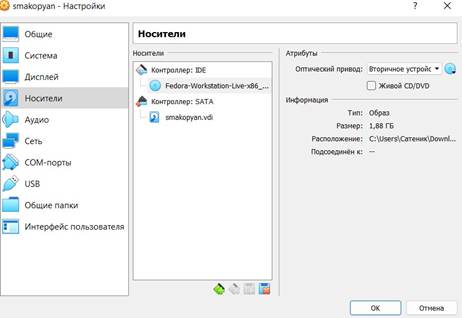 smakopyan - Настройки
Общие
Система
Дисплей
Носители
Аудио
Сеть
COM-порты
USB
Общие папки
Интерфейс пользователя
Носители
Носители
Контроллер: IDE
Fedora-Workstation-Live-x86_...
Контроллер: SATA
smakopyan.vdi
Атрибуты
Оптический привод: Вторичное устройс
Живой CD/DVD
Информация
Тип: Образ
Размер: 1,88 ГБ
Расположение: C:\Users\Сатеник\Downl...
Подсоединён к: —
ОК
Отмена